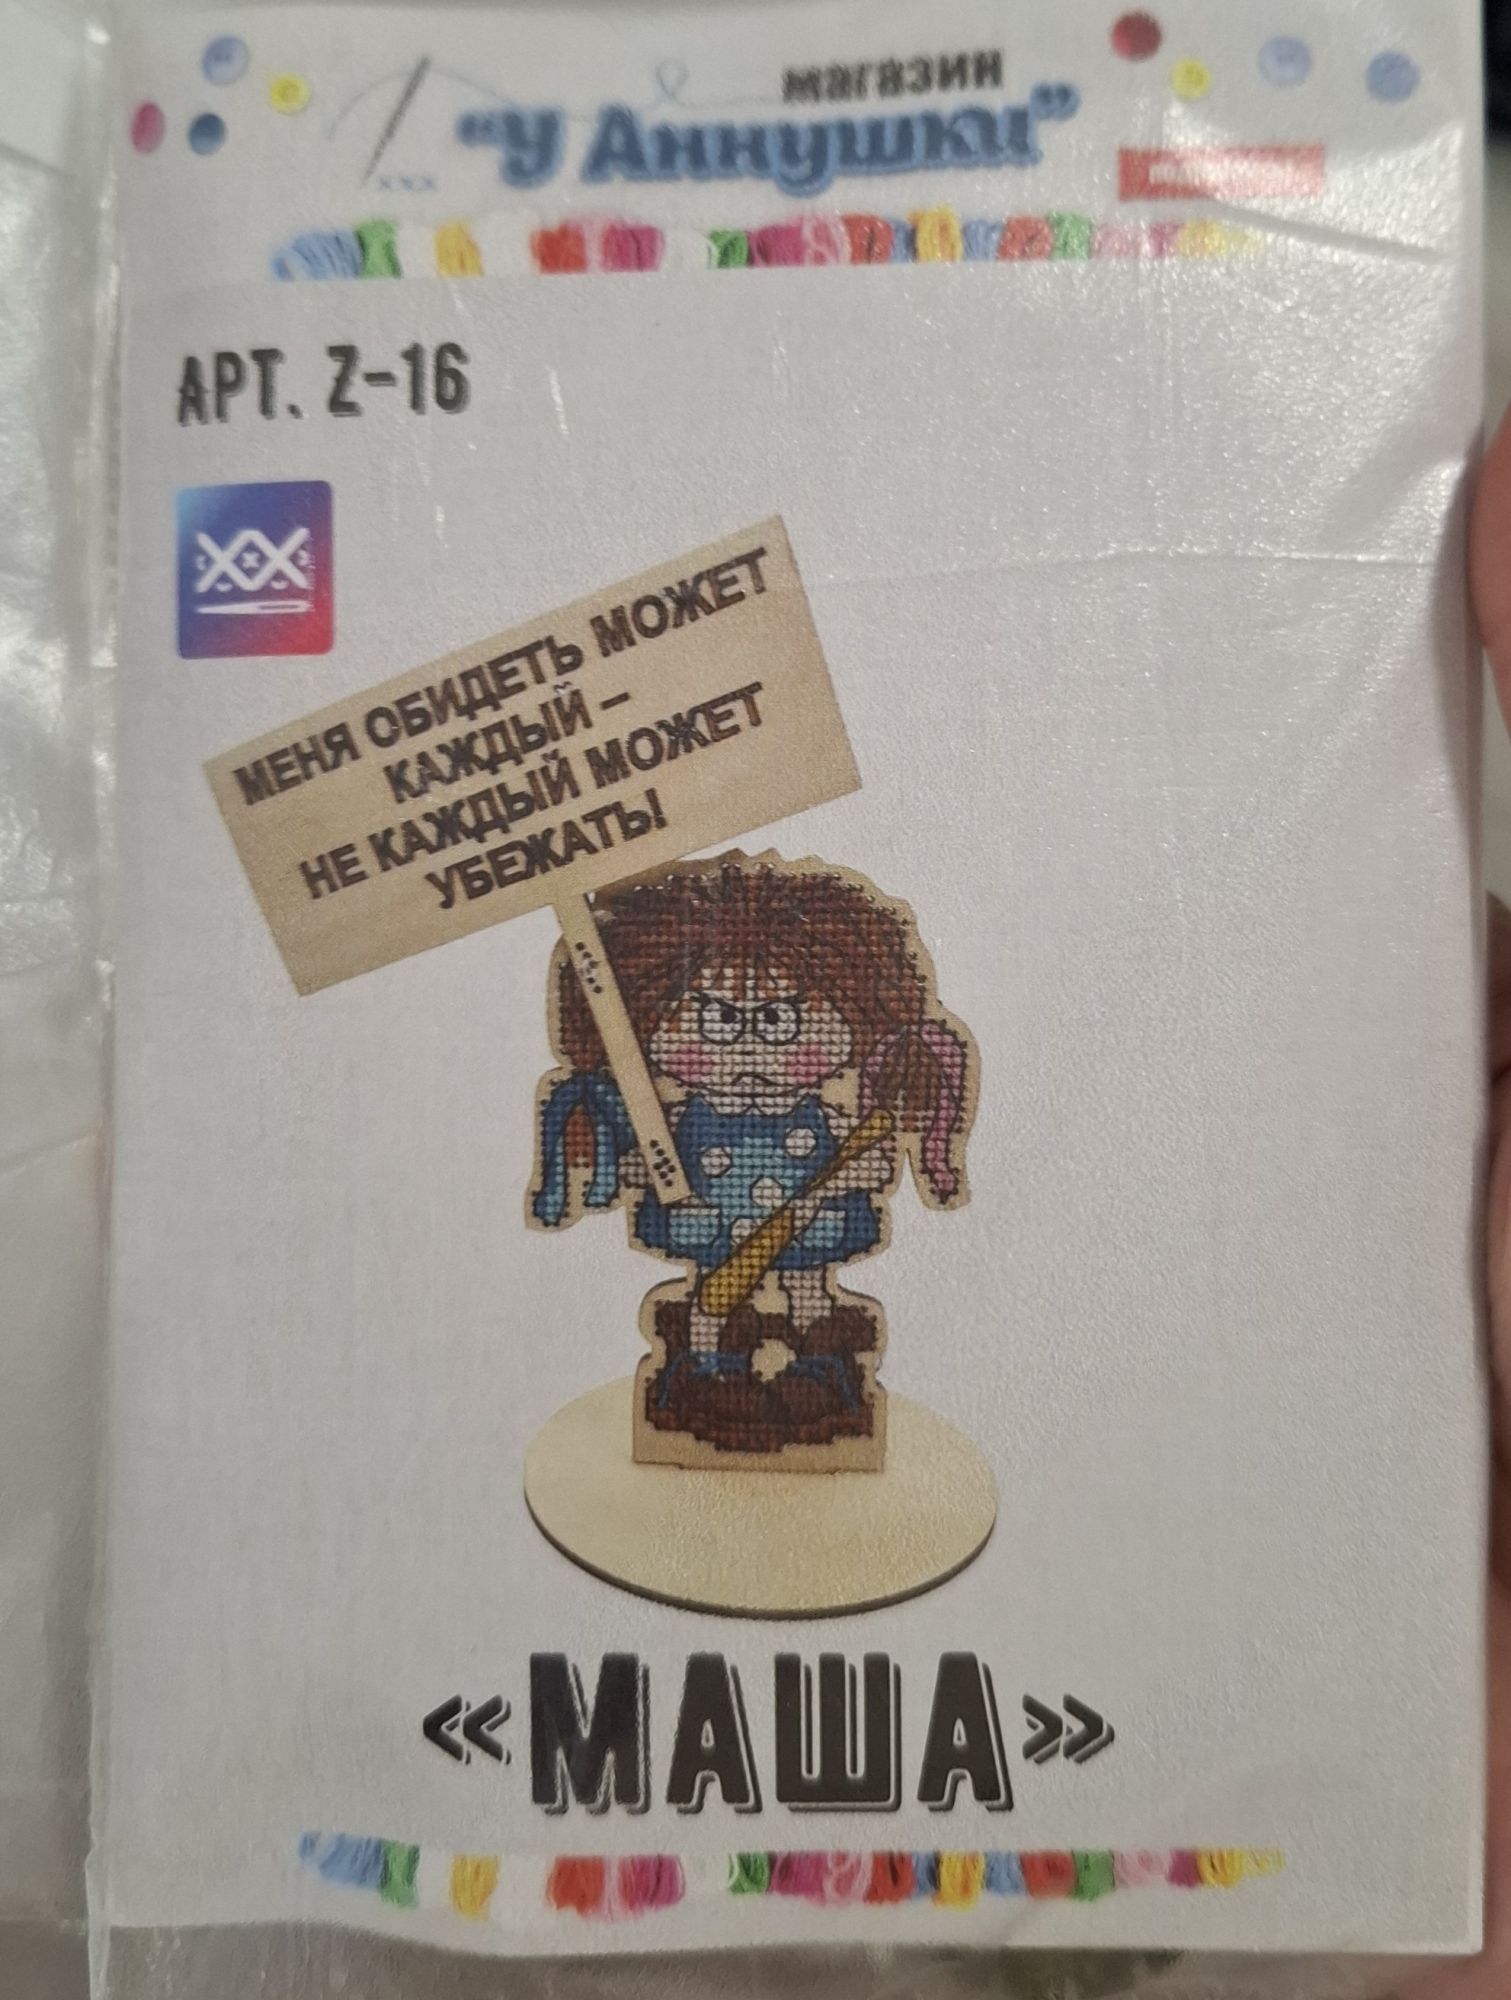 магазин
“У Аннушки”
АРТ. Z-16
МЕНЯ ОБИДЕТЬ МОЖЕТ
КАЖДЫЙ –
НЕ КАЖДЫЙ МОЖЕТ
УБЕЖАТЬ!
«МАША»